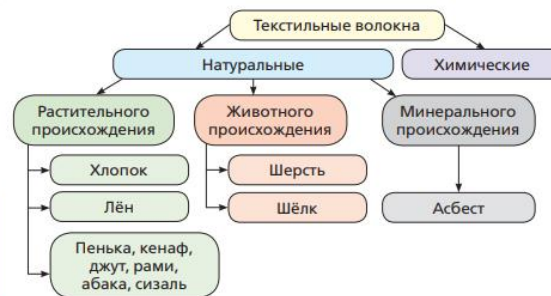 Текстильные волокна
Натуральные
Химические
Растительного
происхождения
Животного
происхождения
Минерального
происхождения
Хлопок
Шерсть
Лён
Шёлк
Асбест
Пенька, кенаф,
джут, рами,
абака, сизаль